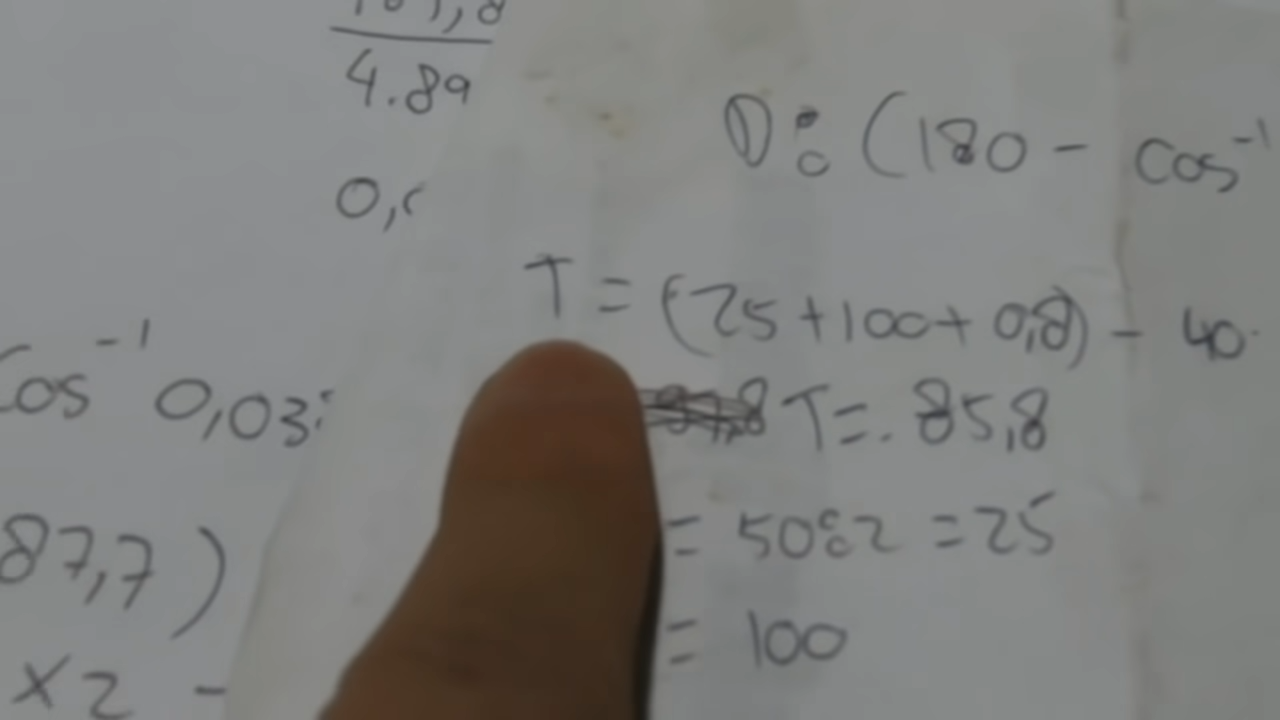 4.89
0,
D: (180 - cos⁻¹
T = (25+100+0,8) - 40
cos⁻¹ 0,03
T= 85,8
87,7)
= 50:2 = 25
= 100
x2 -